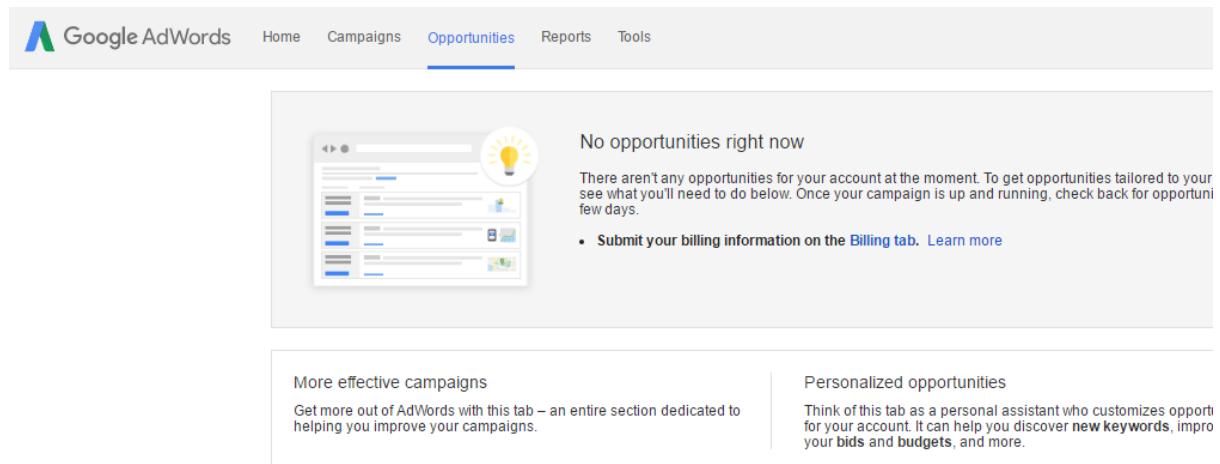 Google AdWords Home Campaigns Opportunities Reports Tools
No opportunities right now
There aren't any opportunities for your account at the moment. To get opportunities tailored to your
see what you'll need to do below. Once your campaign is up and running, check back for
few days.
• Submit your billing information on the Billing tab. Learn more
More effective campaigns
Get more out of AdWords with this tab – an entire section dedicated to
helping you improve your campaigns.
Personalized opportunities
Think of this tab as a personal assistant who customizes
for your account. It can help you discover new keywords,
your bids and budgets, and more.